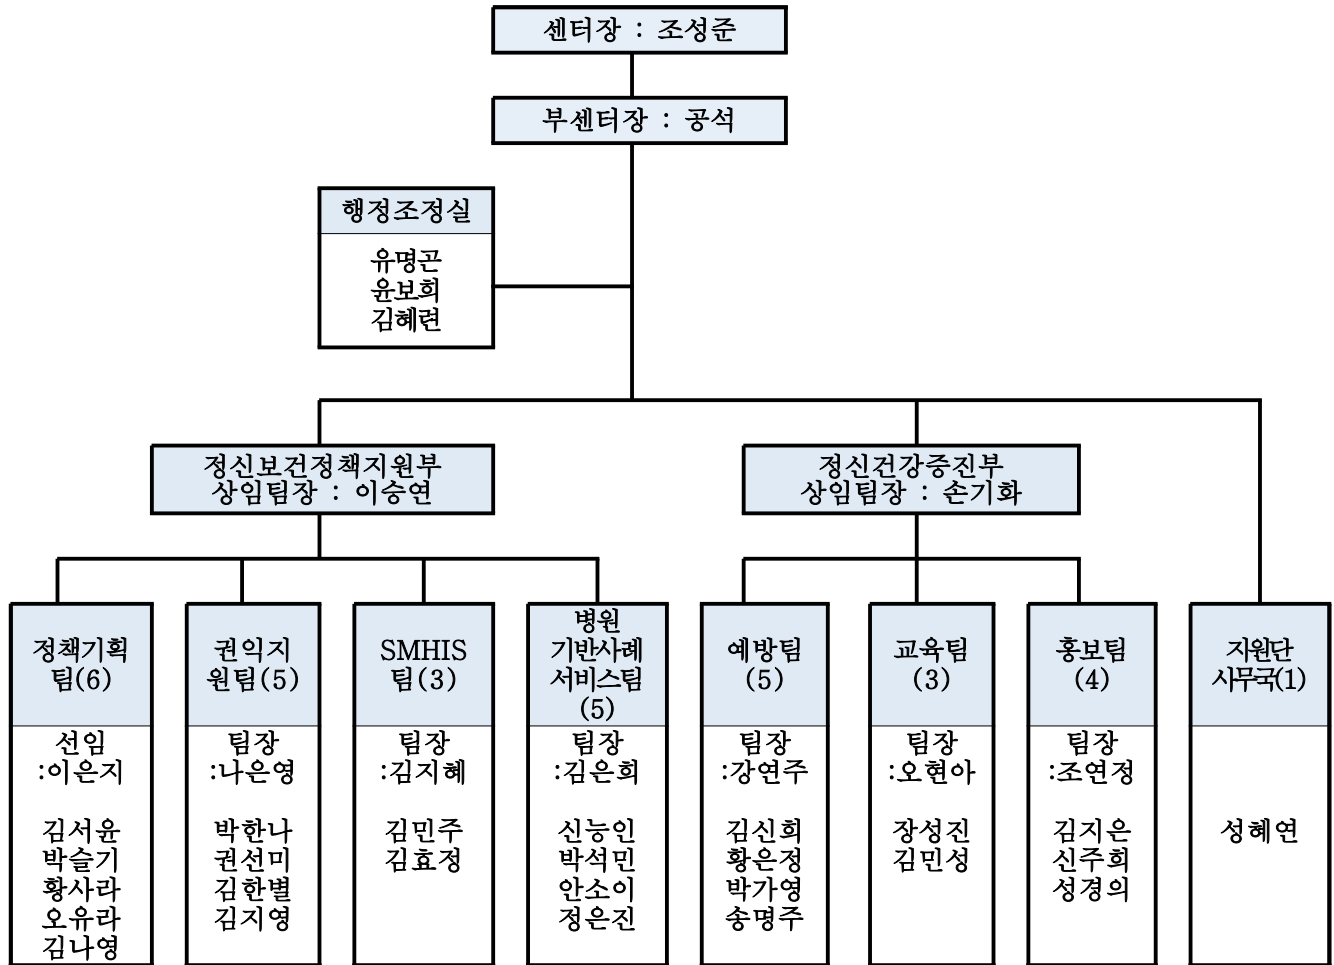 센터장 : 조성준
부센터장 : 공석
행정조정실
유명곤
윤보희
김혜련
정신보건정책지원부
상임팀장 : 이승연
정신건강증진부
상임팀장 : 손기화
정책기획
팀(6)
선임
:이은지
김서윤
박슬기
황사라
오유라
김나영
권익지
원팀(5)
팀장
:나은영
박한나
권선미
김한별
김지영
SMHIS
팀(3)
팀장
:김지혜
김민주
김효정
병원
기반사례
서비스팀
(5)
팀장
:김은희
신능인
박석민
안소이
정은진
예방팀
(5)
팀장
:강연주
김신희
황은정
박가영
송명주
교육팀
(3)
팀장
:오현아
장성진
김민성
홍보팀
(4)
팀장
:조연정
김지은
신주희
성경의
지원단
사무국(1)
성혜연